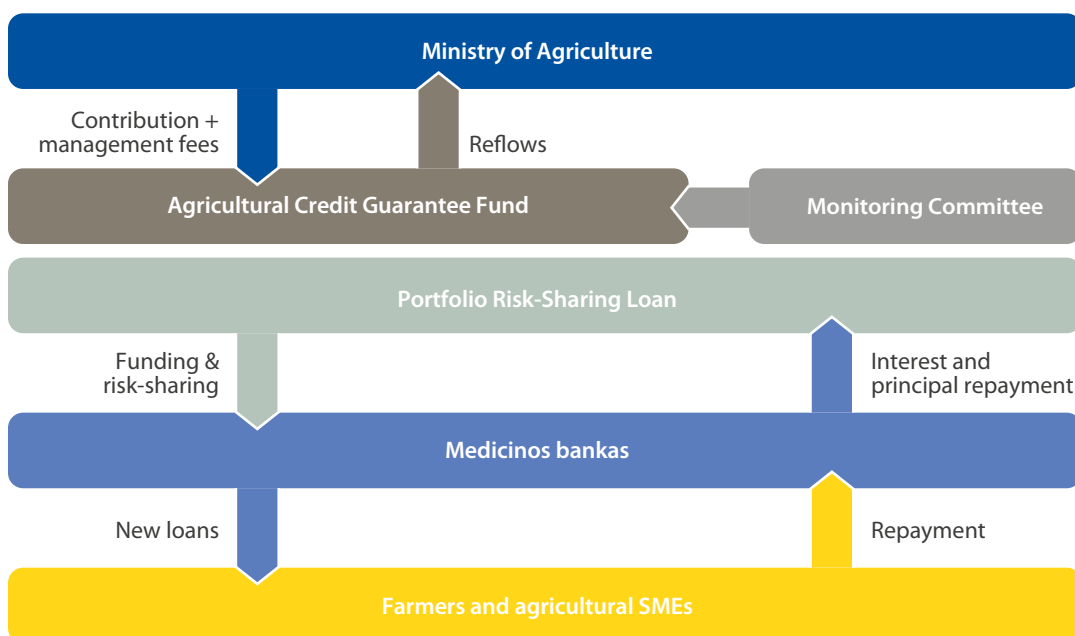 Ministry of Agriculture
Contribution +
management fees
Reflows
Agricultural Credit Guarantee Fund
Monitoring Committee
Portfolio Risk-Sharing Loan
Funding &
risk-sharing
Interest and
principal repayment
Medicinos bankas
New loans
Repayment
Farmers and agricultural SMEs